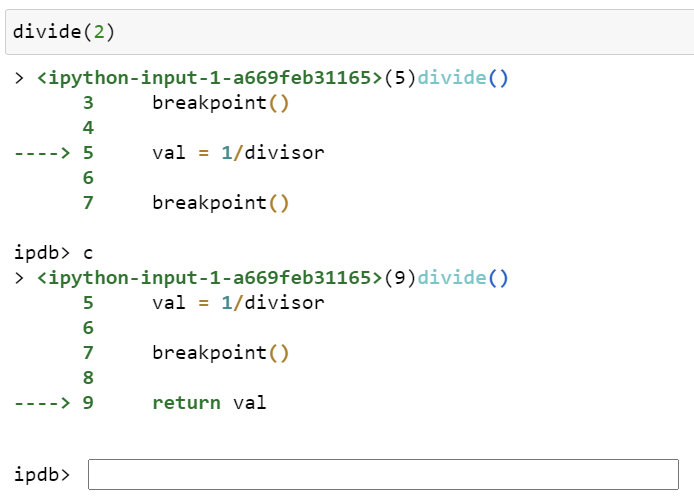 divide(2)
> <ipython-input-1-a669feb31165>(5)divide()
      3     breakpoint()
      4
----> 5     val = 1/divisor
      6
      7     breakpoint()
ipdb> c
> <ipython-input-1-a669feb31165>(9)divide()
      5     val = 1/divisor
      6
      7     breakpoint()
      8
----> 9     return val
ipdb>